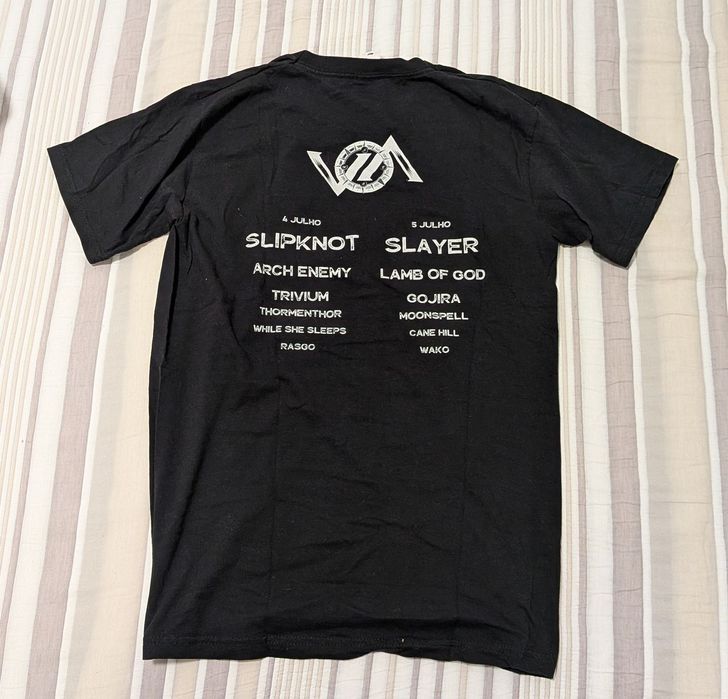 4 JULHO
SLIPKNOT
ARCH ENEMY
TRIVIUM
THORMENTHOR
WHILE SHE SLEEPS
RASGO
5 JULHO
SLAYER
LAMB OF GOD
GOJIRA
MOONSPELL
CANE HILL
WAKO